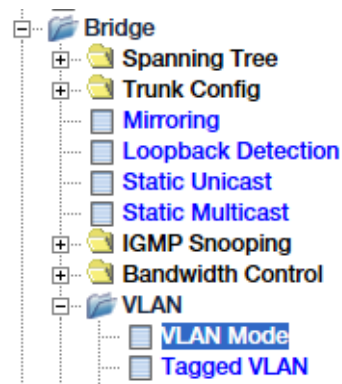 Bridge
Spanning Tree
Trunk Config
Mirroring
Loopback Detection
Static Unicast
Static Multicast
IGMP Snooping
Bandwidth Control
VLAN
VLAN Mode
Tagged VLAN